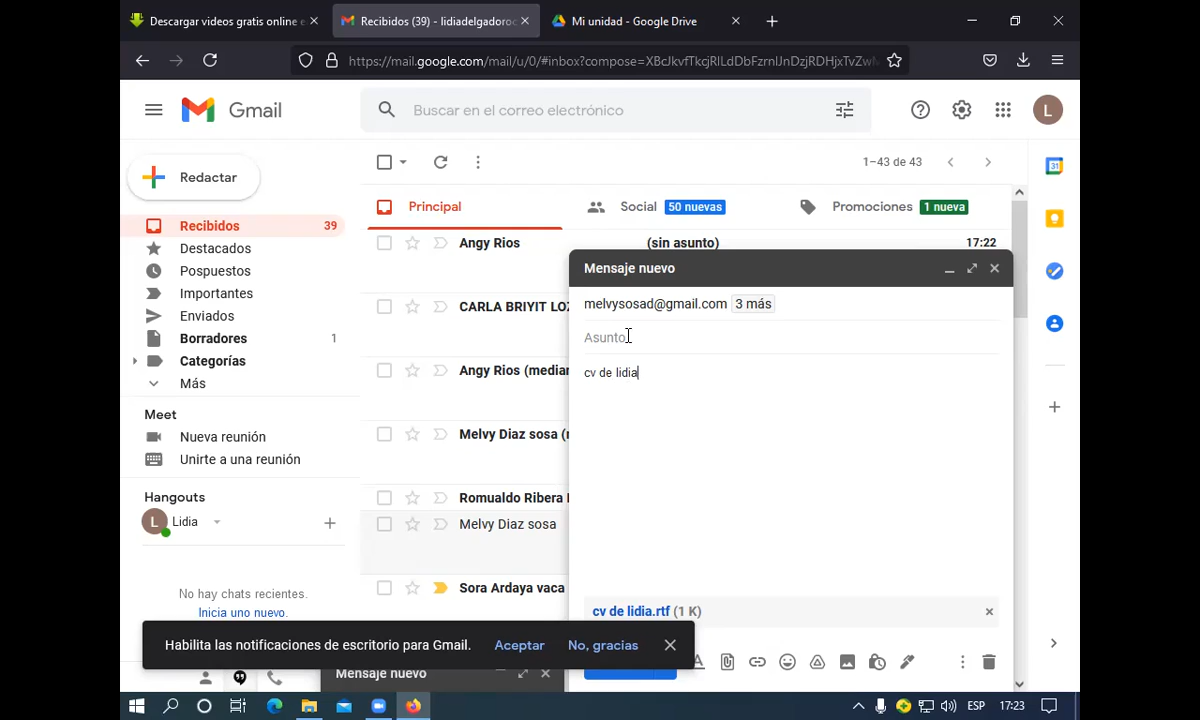 Descargar videos gratis online e
Recibidos (39) - lidiadelgadoroc
Mi unidad - Google Drive
https://mail.google.com/mail/u/0/#inbox?compose=
Gmail
Buscar en el correo electrónico
L
Redactar
1–43 de 43
31
Recibidos 39
Destacados
Pospuestos
Importantes
Enviados
Borradores 1
Categorías
Más
Meet
Nueva reunión
Unirte a una reunión
Hangouts
L Lidia
No hay chats recientes.
Inicia uno nuevo.
Principal
Social 50 nuevas
Promociones 1 nueva
Angy Rios (sin asunto) 17:22
CARLA BRIYIT LOZ
Angy Rios (median
Melvy Diaz sosa (
Romualdo Ribera
Melvy Diaz sosa
Sora Ardaya vaca
Mensaje nuevo
melvysosad@gmail.com 3 más
Asunto
cv de lidia
cv de lidia.rtf (1 K)
Habilita las notificaciones de escritorio para Gmail. Aceptar No, gracias
Mensaje nuevo
ESP 17:23